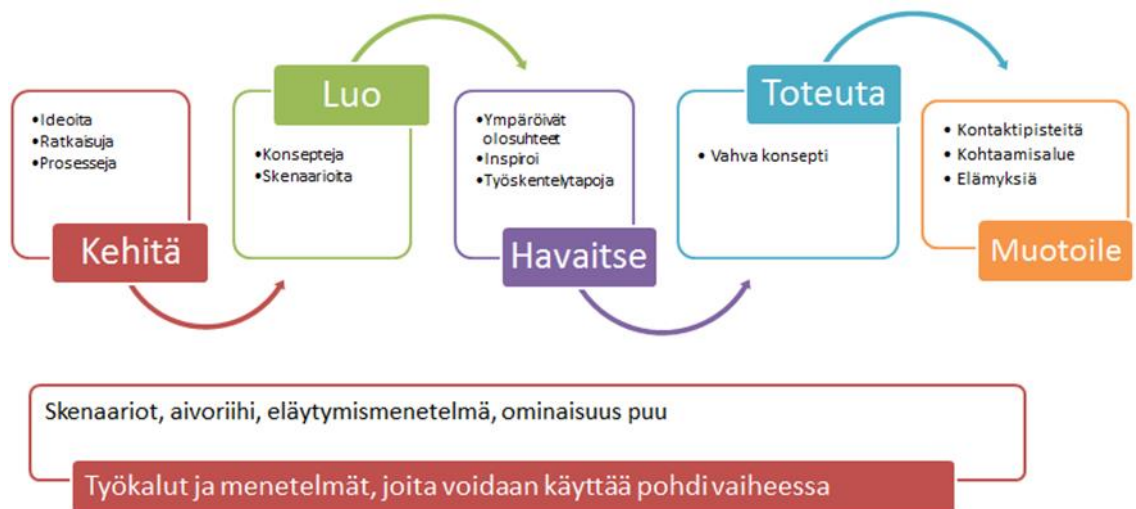 •Ideoita
•Ratkaisuja
•Prosesseja
Kehitä
Luo
•Konsepteja
•Skenaarioita
•Ympäröivät
olosuhteet
•Inspiroi
•Työskentelytapoja
Havaitse
Toteuta
• Vahva konsepti
• Kontaktipisteitä
• Kohtaamisalue
• Elämyksiä
Muotoile
Skenaariot, aivoriihi, eläytymismenetelmä, ominaisuus puu
Työkalut ja menetelmät, joita voidaan käyttää pohdi vaiheessa